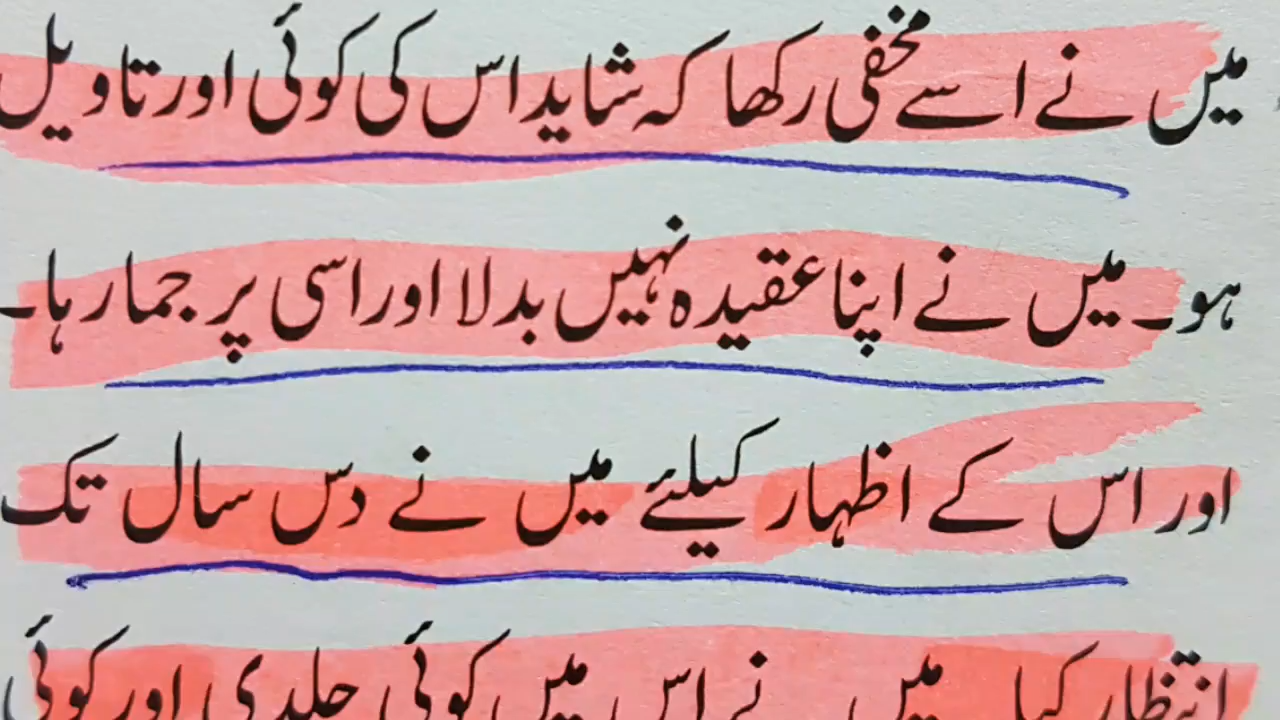 میں نے اسے مخفی رکھا کہ شاید اس کی کوئی اور تاویل
ہو۔ میں نے اپنا عقیدہ نہیں بدلا اور اسی پر جما رہا۔
اور اس کے اظہار کیلئے میں نے دس سال تک
انتظار کیا میں نے اس میں کوئی جلدی اور کوئی